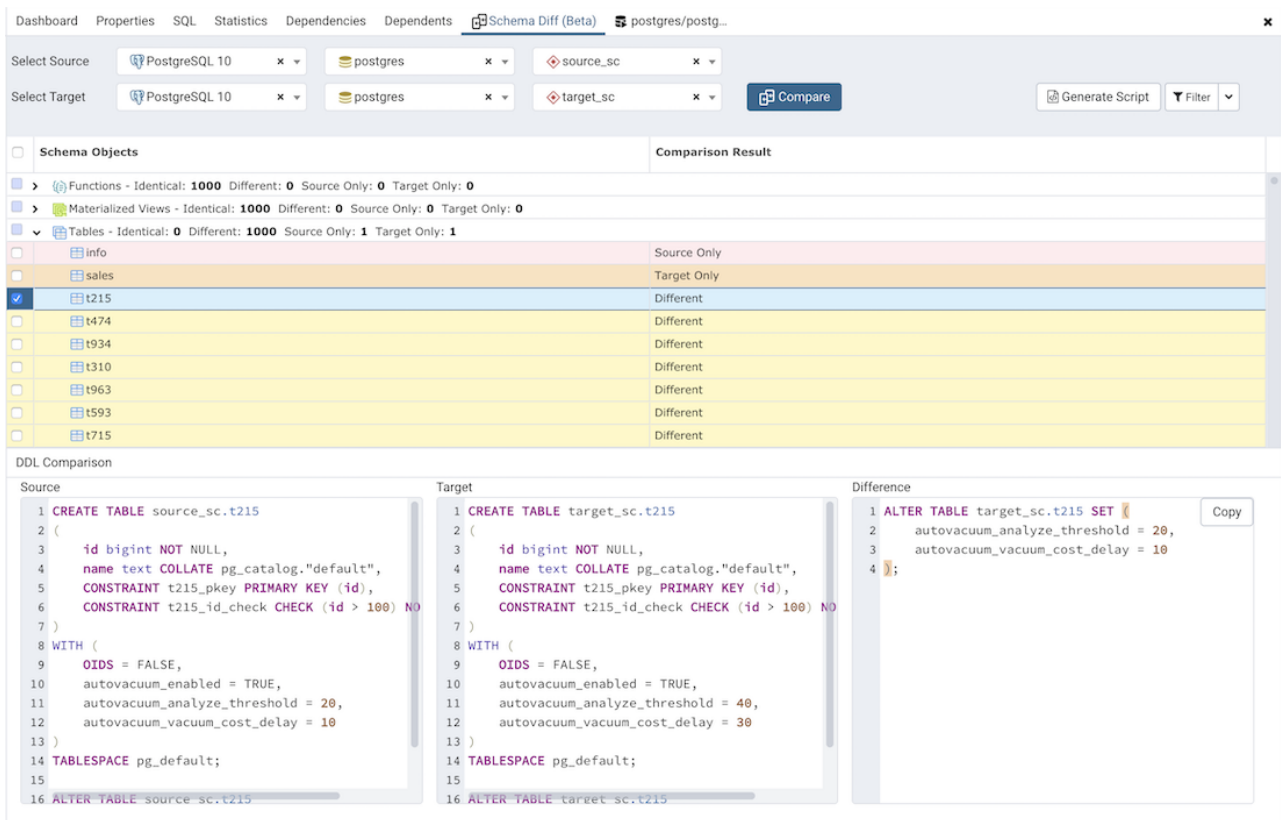 Dashboard Properties SQL Statistics Dependencies Dependents Schema Diff (Beta) postgres/postg...
Select Source PostgreSQL 10 postgres source_sc
Select Target PostgreSQL 10 postgres target_sc Compare Generate Script Filter
Schema Objects Comparison Result
Functions - Identical: 1000 Different: 0 Source Only: 0 Target Only: 0
Materialized Views - Identical: 1000 Different: 0 Source Only: 0 Target Only: 0
Tables - Identical: 0 Different: 1000 Source Only: 1 Target Only: 1
info Source Only
sales Target Only
t215 Different
t474 Different
t934 Different
t310 Different
t963 Different
t593 Different
t715 Different
DDL Comparison
Source
1 CREATE TABLE source_sc.t215
2 (
3 id bigint NOT NULL,
4 name text COLLATE pg_catalog."default",
5 CONSTRAINT t215_pkey PRIMARY KEY (id),
6 CONSTRAINT t215_id_check CHECK (id > 100) NO
7 )
8 WITH (
9 OIDS = FALSE,
10 autovacuum_enabled = TRUE,
11 autovacuum_analyze_threshold = 20,
12 autovacuum_vacuum_cost_delay = 10
13 )
14 TABLESPACE pg_default;
15
16 ALTER TABLE source_sc.t215
Target
1 CREATE TABLE target_sc.t215
2 (
3 id bigint NOT NULL,
4 name text COLLATE pg_catalog."default",
5 CONSTRAINT t215_pkey PRIMARY KEY (id),
6 CONSTRAINT t215_id_check CHECK (id > 100) NO
7 )
8 WITH (
9 OIDS = FALSE,
10 autovacuum_enabled = TRUE,
11 autovacuum_analyze_threshold = 40,
12 autovacuum_vacuum_cost_delay = 30
13 )
14 TABLESPACE pg_default;
15
16 ALTER TABLE target_sc.t215
Difference
Copy
1 ALTER TABLE target_sc.t215 SET (
2 autovacuum_analyze_threshold = 20,
3 autovacuum_vacuum_cost_delay = 10
4 );